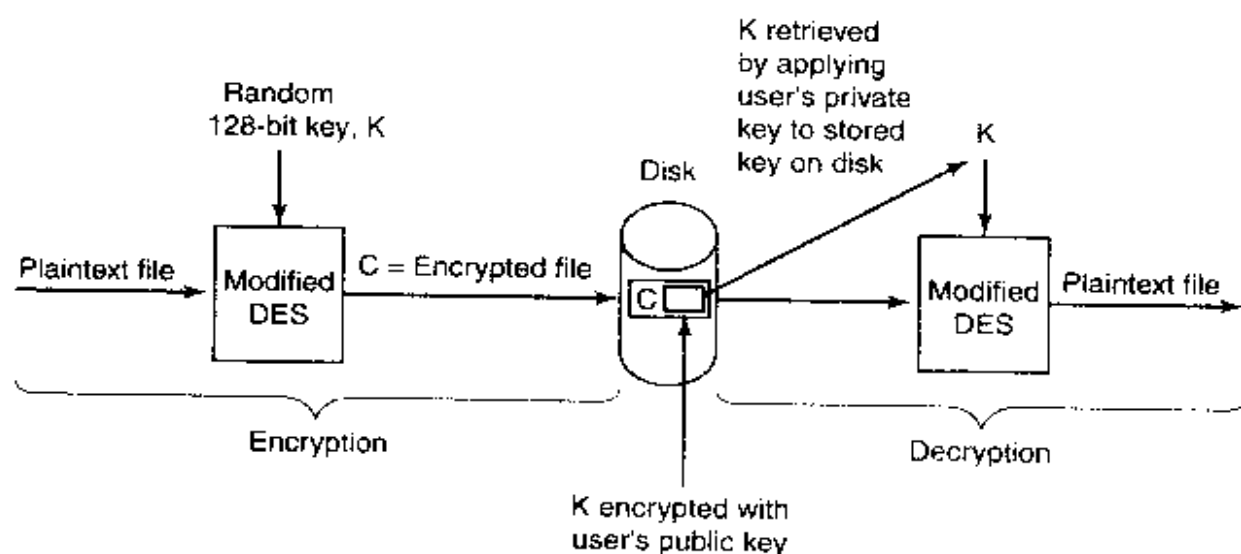 K retrieved
by applying
user's private
key to stored
key on disk
Random
128-bit key, K
K
Disk
Plaintext file
Modified
DES
C = Encrypted file
C
Modified
DES
Plaintext file
Encryption
Decryption
K encrypted with
user's public key